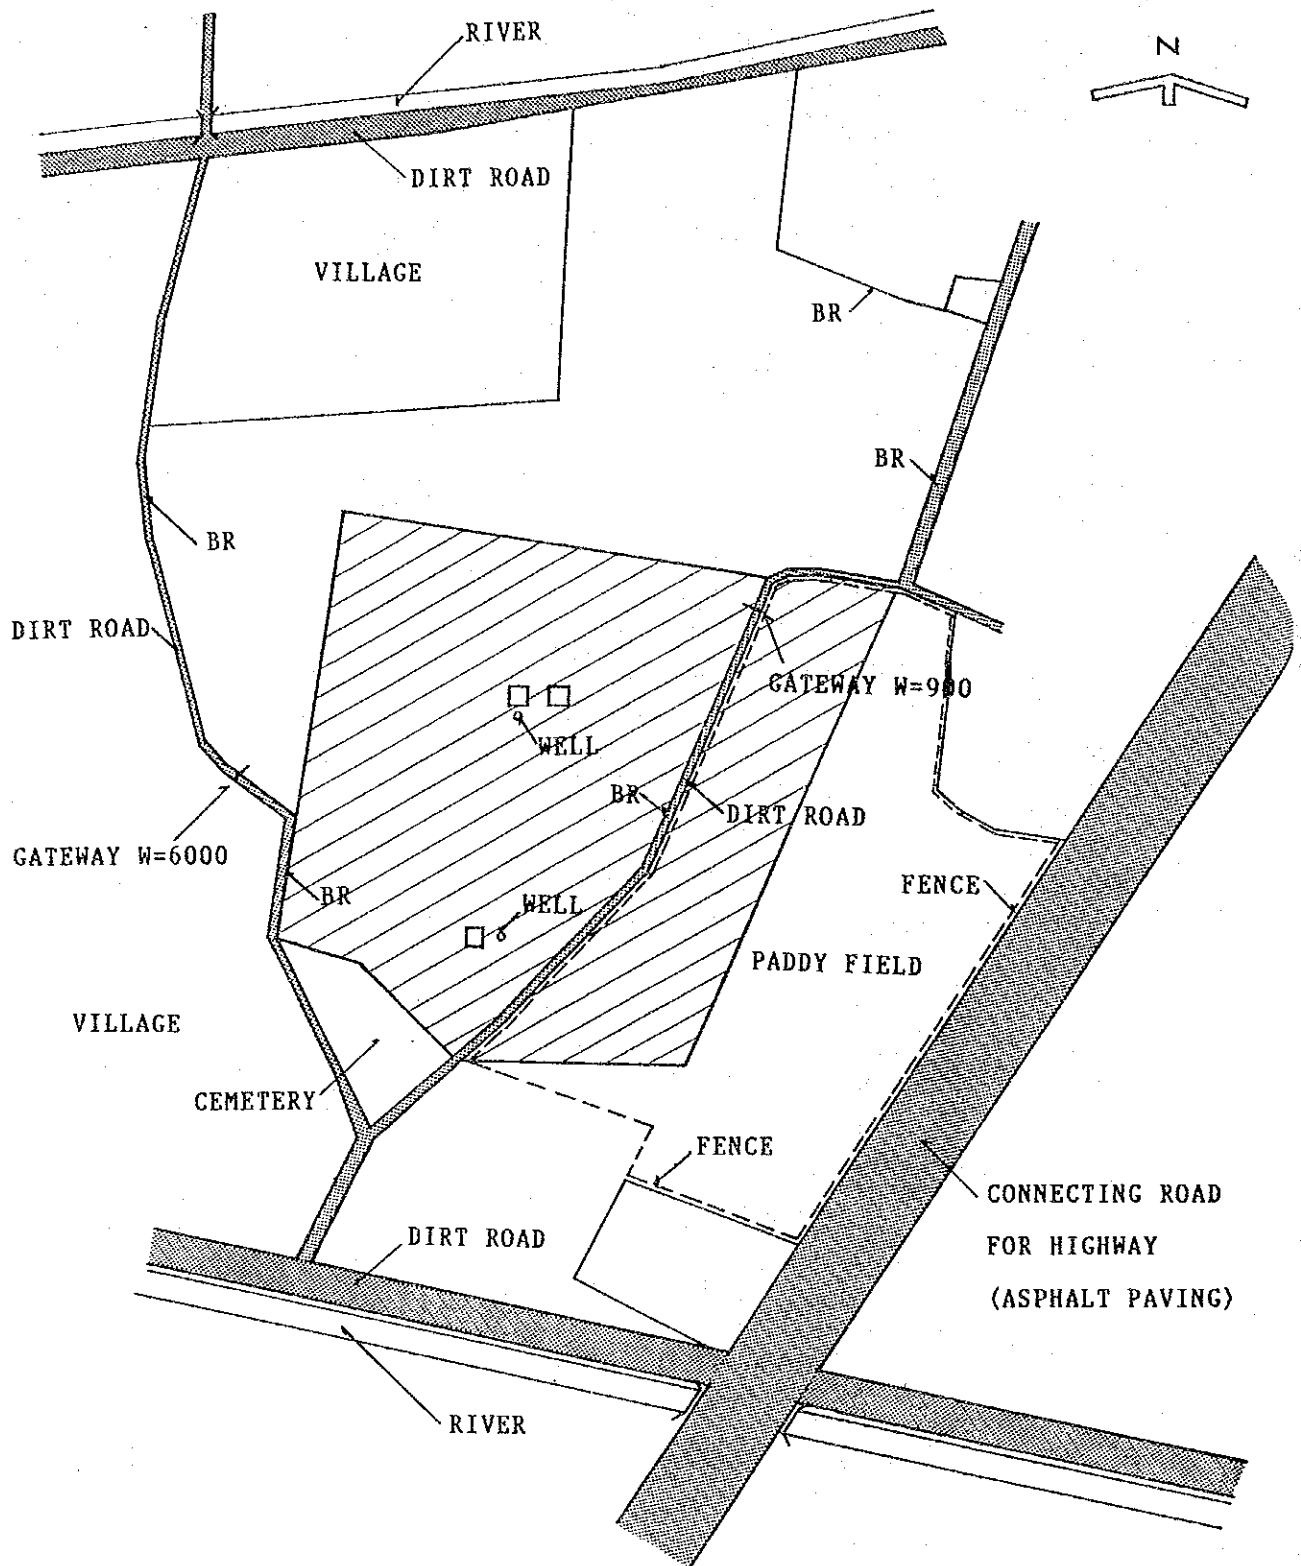 RIVER
N
DIRT ROAD
VILLAGE
BR
BR
BR
DIRT ROAD
GATEWAY W=900
WELL
BR
DIRT ROAD
GATEWAY W=6000
BR
FENCE
WELL
PADDY FIELD
VILLAGE
CEMETERY
FENCE
CONNECTING ROAD
FOR HIGHWAY
(ASPHALT PAVING)
DIRT ROAD
RIVER